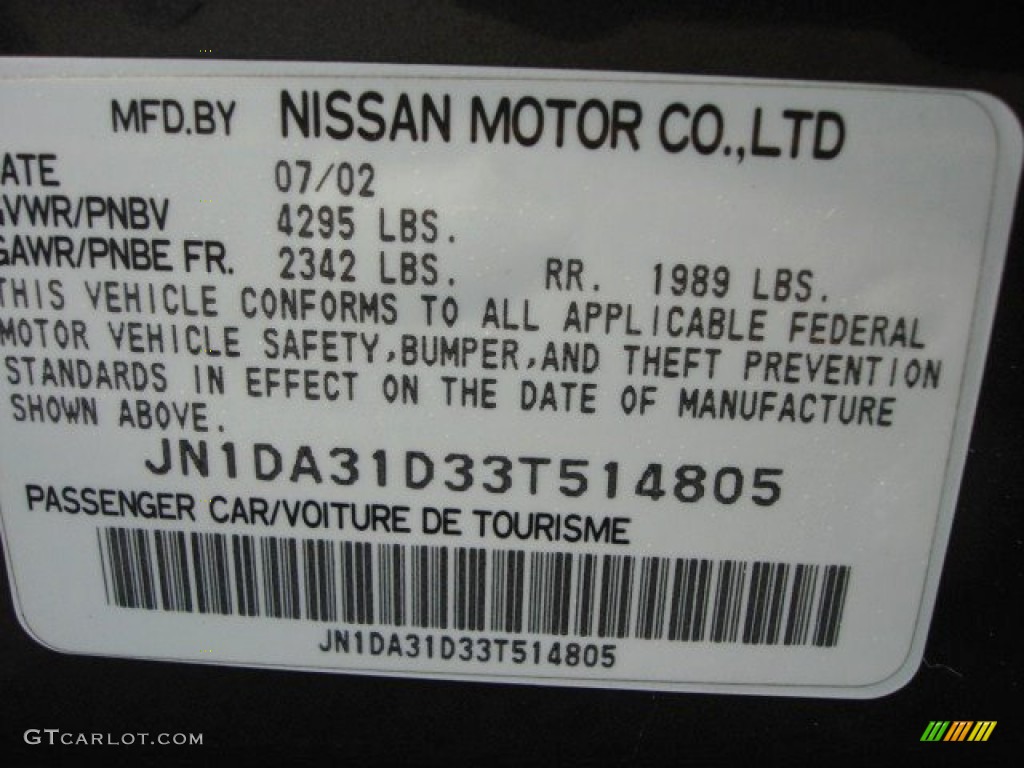 MFD.BY NISSAN MOTOR CO.,LTD
ATE 07/02
GVWR/PNBV 4295 LBS.
GAWR/PNBE FR. 2342 LBS. RR. 1989 LBS.
THIS VEHICLE CONFORMS TO ALL APPLICABLE FEDERAL
MOTOR VEHICLE SAFETY,BUMPER,AND THEFT PREVENTION
STANDARDS IN EFFECT ON THE DATE OF MANUFACTURE
SHOWN ABOVE.
JN1DA31D33T514805
PASSENGER CAR/VOITURE DE TOURISME
JN1DA31D33T514805
GTCARLOT.COM